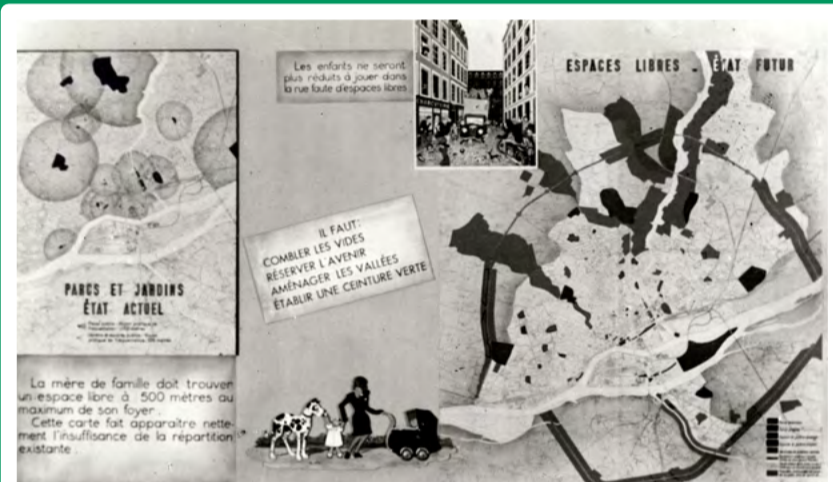 PARCS ET JARDINS
ÉTAT ACTUEL
La mère de famille doit trouver
un espace libre à 500 mètres au
maximum de son foyer.
Cette carte fait apparaître nette-
ment l'insuffisance de la répartition
existante.
Les enfants ne seront
plus réduits à jouer dans
la rue faute d'espaces libres
IL FAUT:
COMBLER LES VIDES
RÉSERVER L'AVENIR
AMÉNAGER LES VALLÉES
ÉTABLIR UNE CEINTURE VERTE
ESPACES LIBRES - ÉTAT FUTUR